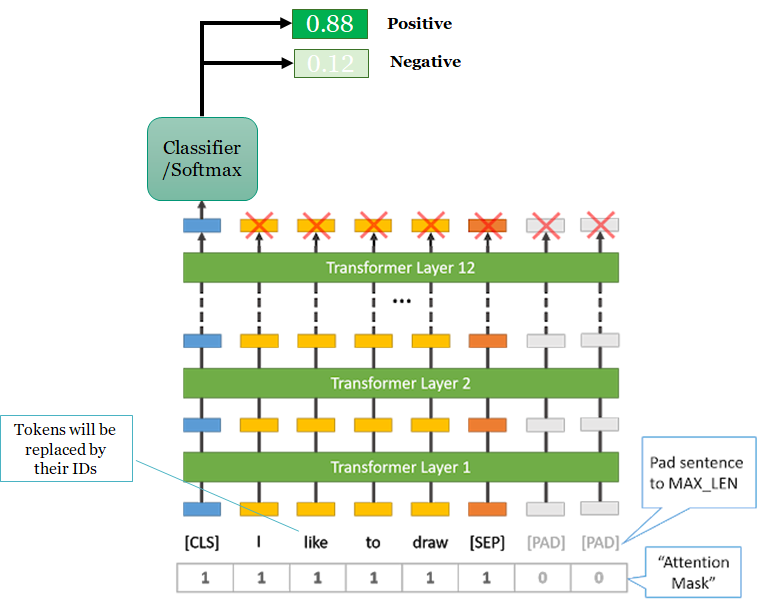 0.88 Positive
0.12 Negative
Classifier
/Softmax
Transformer Layer 12
...
Transformer Layer 2
Tokens will be
replaced by
their IDs
Transformer Layer 1
Pad sentence
to MAX_LEN
[CLS] I like to draw [SEP] [PAD] [PAD]
1 1 1 1 1 1 0 0
“Attention
Mask”